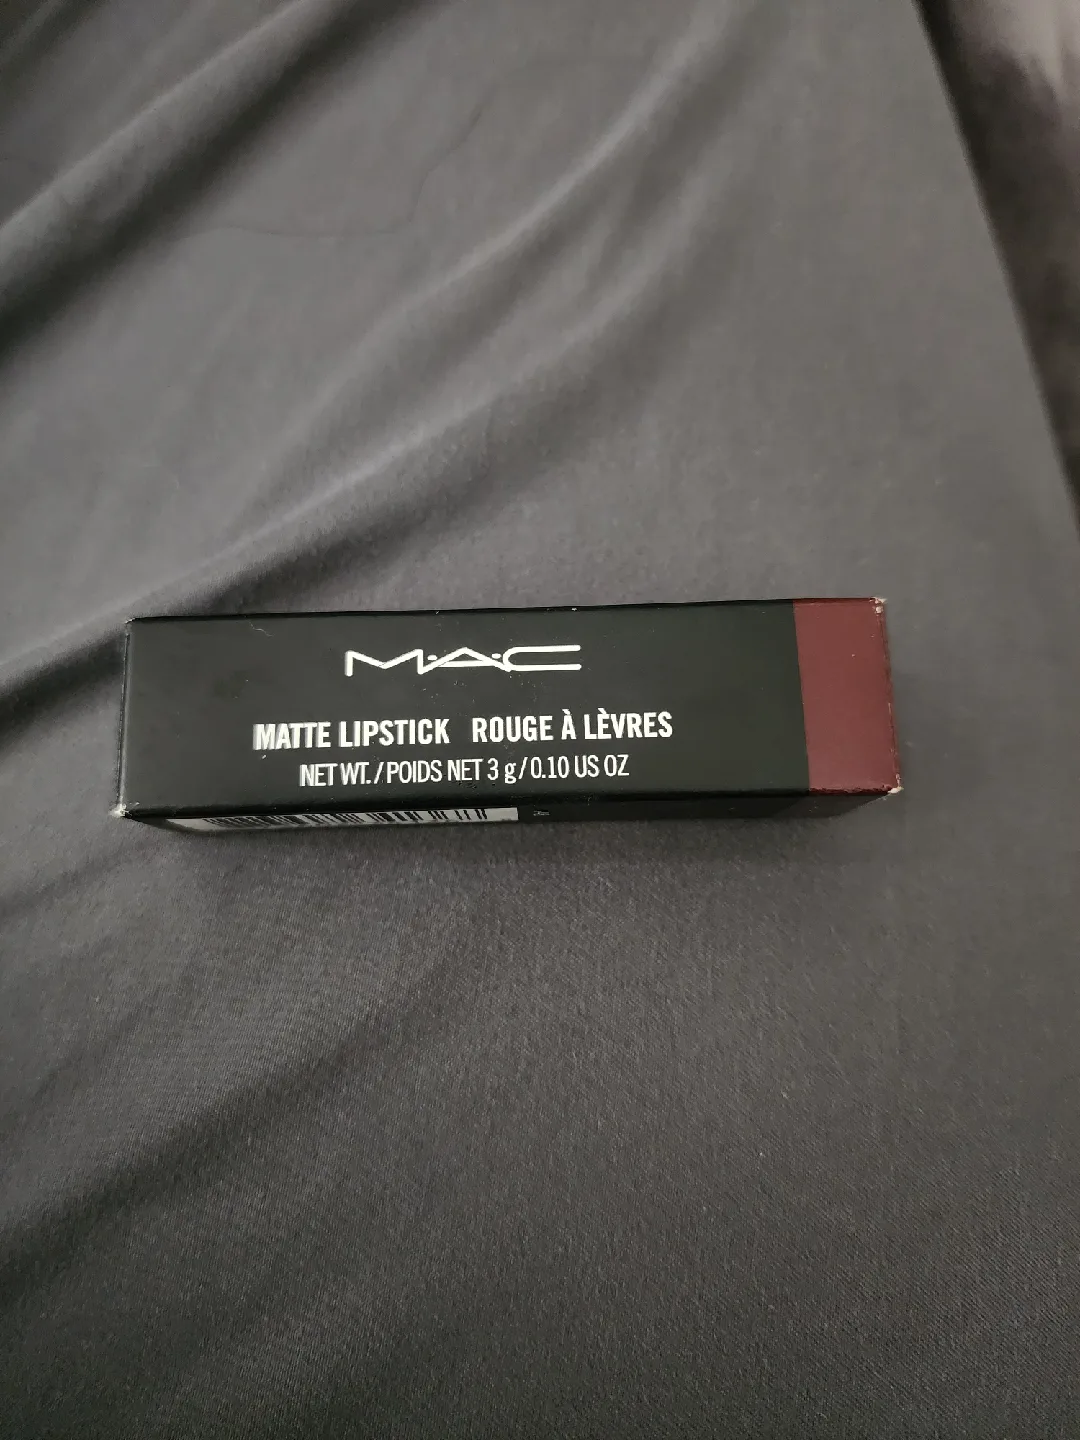 M·A·C
MATTE LIPSTICK ROUGE À LÈVRES
NET WT./POIDS NET 3 g/0.10 US OZ